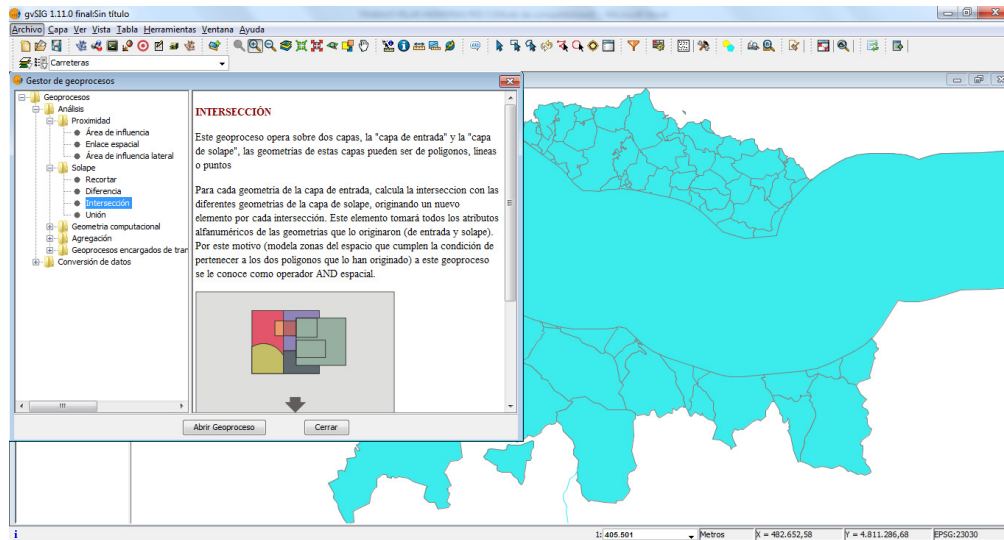 gvSIG 1.11.0 final:Sin título
Archivo Capa Ver Vista Tabla Herramientas Ventana Ayuda
Carreteras
Gestor de geoprocesos
Geoprocesos
Análisis
Proximidad
Área de influencia
Enlace espacial
Área de influencia lateral
Solape
Recortar
Diferencia
Intersección
Unión
Geometria computacional
Agregación
Geoprocesos encargados de tran
Conversión de datos
INTERSECCIÓN
Este geoproceso opera sobre dos capas, la "capa de entrada" y la "capa
de solape", las geometrias de estas capas pueden ser de poligonos, lineas
o puntos
Para cada geometria de la capa de entrada, calcula la interseccion con las
diferentes geometrias de la capa de solape, originando un nuevo
elemento por cada intersección. Este elemento tomará todos los atributos
alfanuméricos de las geometrias que lo originaron (de entrada y solape).
Por este motivo (modela zonas del espacio que cumplen la condición de
pertenecer a los dos poligonos que lo han originado) a este geoproceso
se le conoce como operador AND espacial.
Abrir Geoproceso
Cerrar
1: 405.501
Metros
X = 482.652,58
Y = 4.811.286,68
EPSG:23030